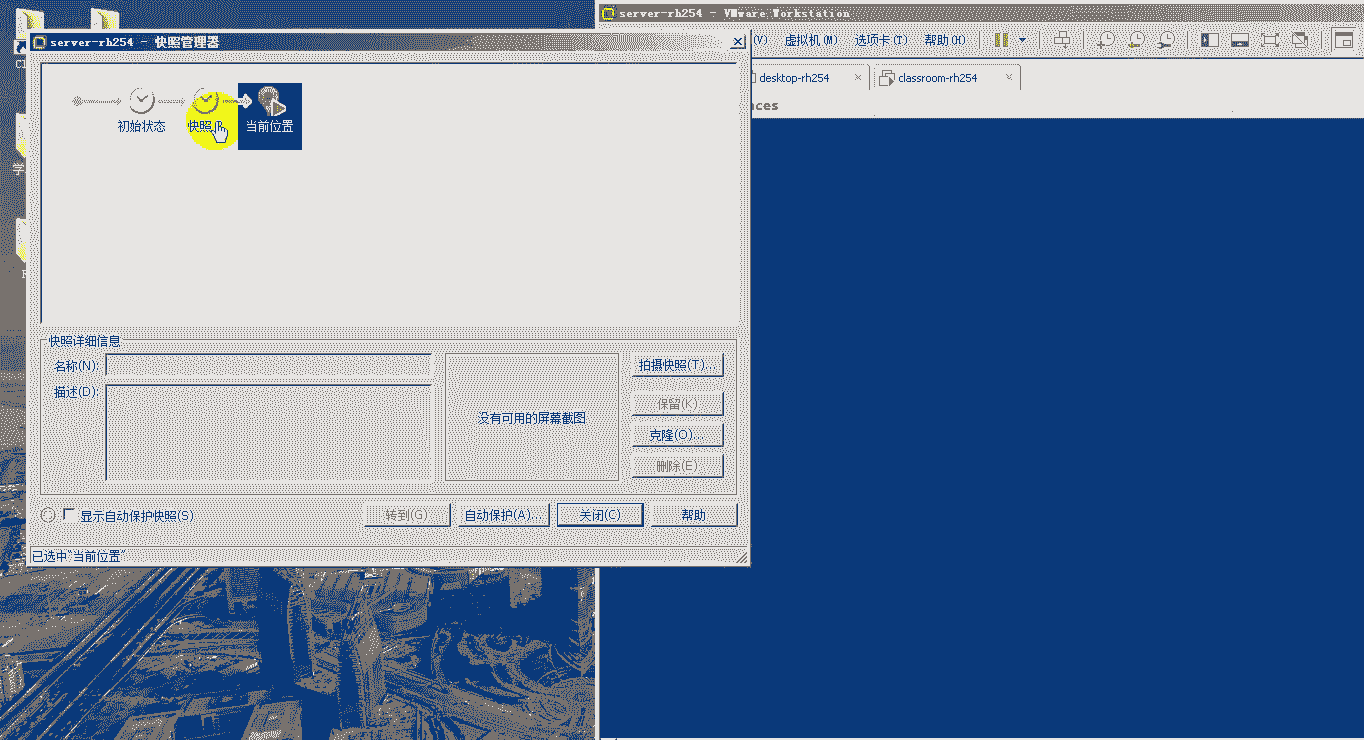 server-rh254 - VMware Workstation
server-rh254 - 快照管理器
(V) 虚拟机(M) 选项卡(T) 帮助(H)
desktop-rh254 × classroom-rh254 ×
初始状态 快照 当前位置
快照详细信息
名称(N):
描述(D):
没有可用的屏幕截图
拍摄快照(T)...
保留(K)
克隆(O)...
删除(E)
显示自动保护快照(S)
转到(G)
自动保护(A)...
关闭(C)
帮助
已选中"当前位置"